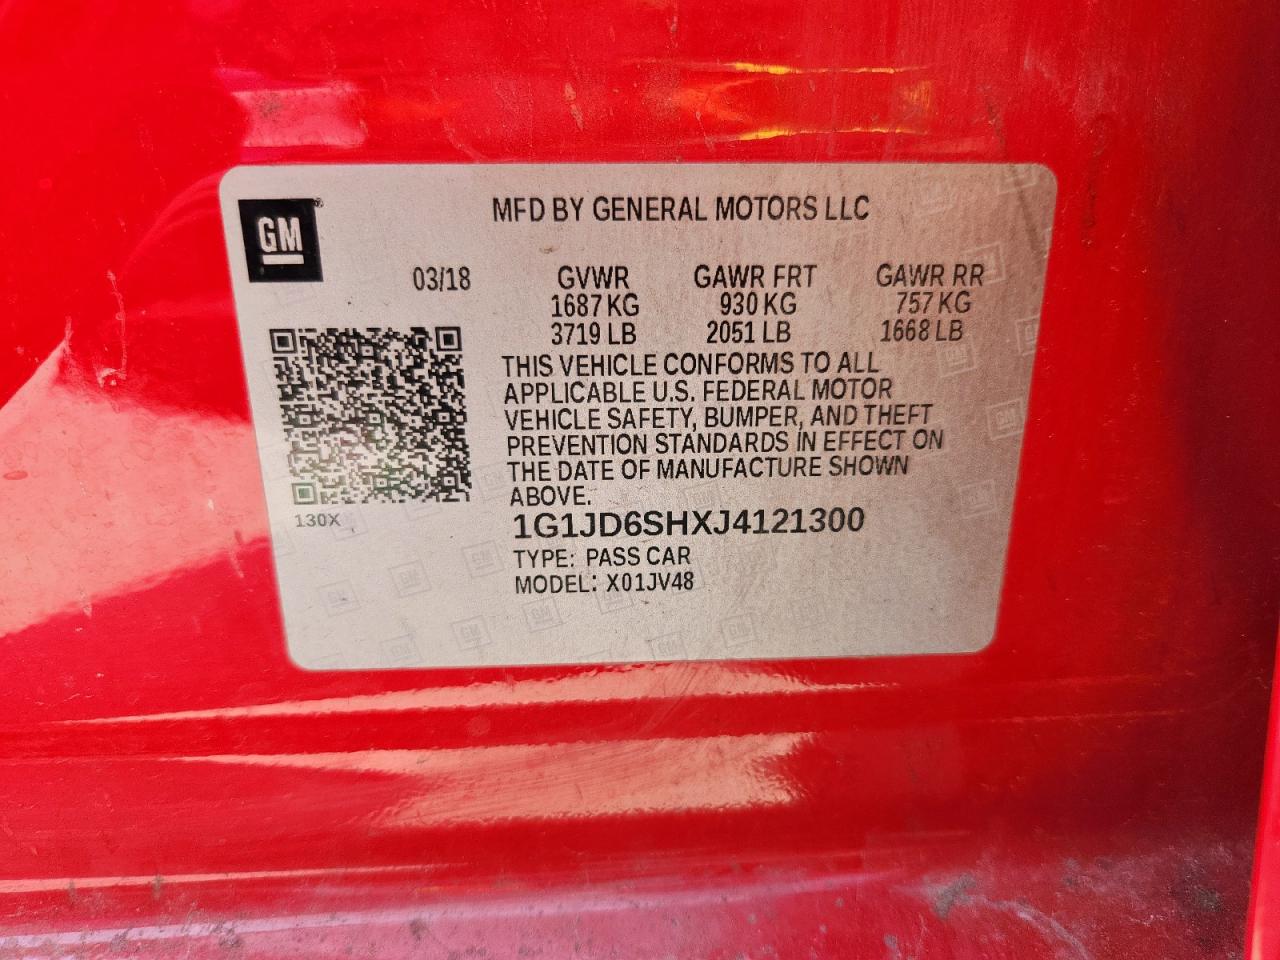 GM
MFD BY GENERAL MOTORS LLC
03/18 GVWR GAWR FRT GAWR RR
1687 KG 930 KG 757 KG
3719 LB 2051 LB 1668 LB
THIS VEHICLE CONFORMS TO ALL
APPLICABLE U.S. FEDERAL MOTOR
VEHICLE SAFETY, BUMPER, AND THEFT
PREVENTION STANDARDS IN EFFECT ON
THE DATE OF MANUFACTURE SHOWN
ABOVE.
130X
1G1JD6SHXJ4121300
TYPE: PASS CAR
MODEL: X01JV48